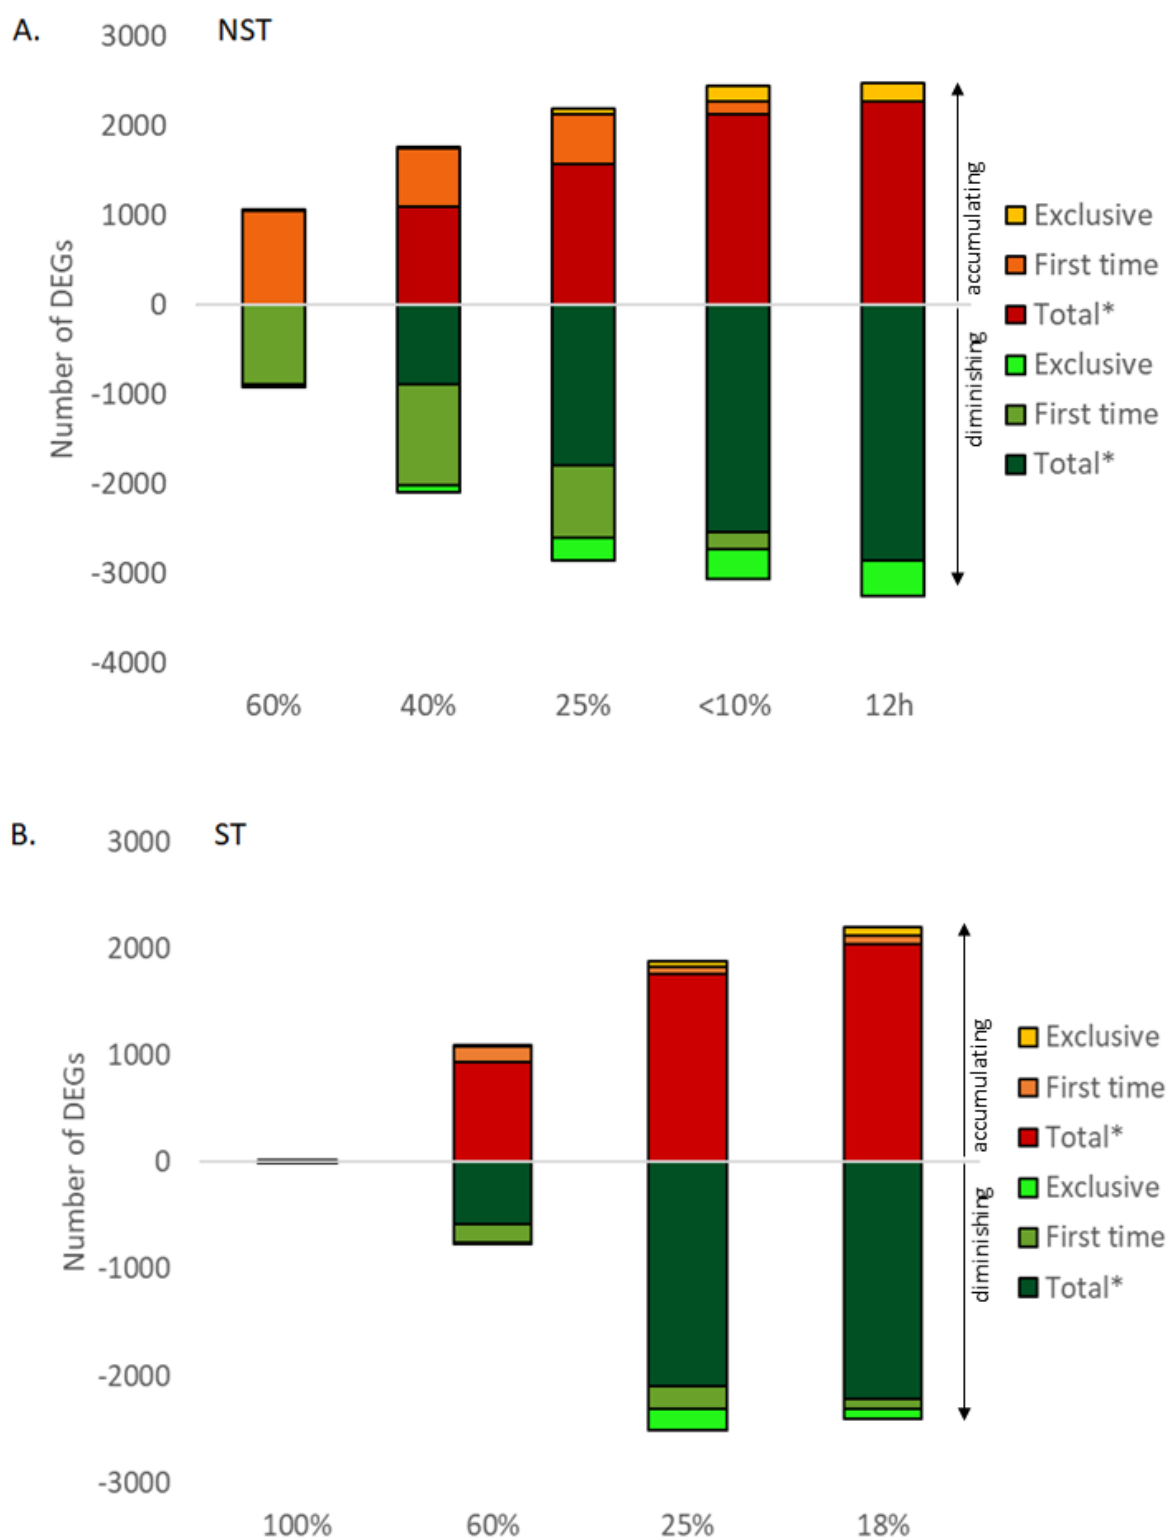 A. NST
3000
2000
1000
0
-1000
-2000
-3000
-4000
Number of DEGs
60% 40% 25% <10% 12h
accumulating
diminishing
Exclusive
First time
Total*
Exclusive
First time
Total*
B. ST
3000
2000
1000
0
-1000
-2000
-3000
Number of DEGs
100% 60% 25% 18%
accumulating
diminishing
Exclusive
First time
Total*
Exclusive
First time
Total*